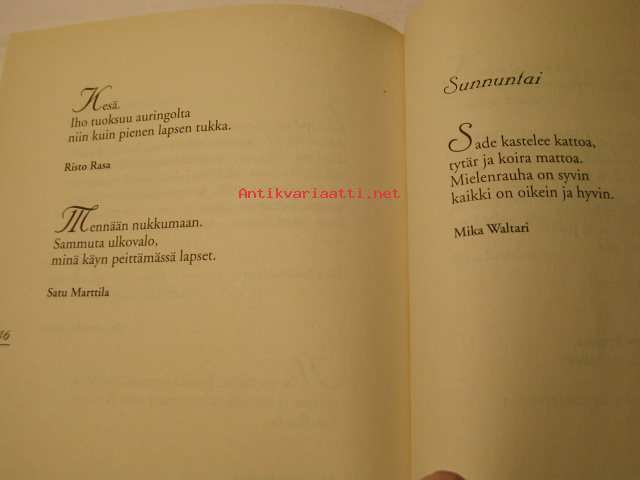 Kesä.
Iho tuoksuu auringolta
niin kuin pienen lapsen tukka.
Risto Rasa
Mennään nukkumaan.
Sammuta ulkovalo,
minä käyn peittämässä lapset.
Satu Marttila
Sunnuntai
Sade kastelee kattoa,
tytär ja koira mattoa.
Mielenrauha on syvin
kaikki on oikein ja hyvin.
Mika Waltari
Antikvariaatti.net